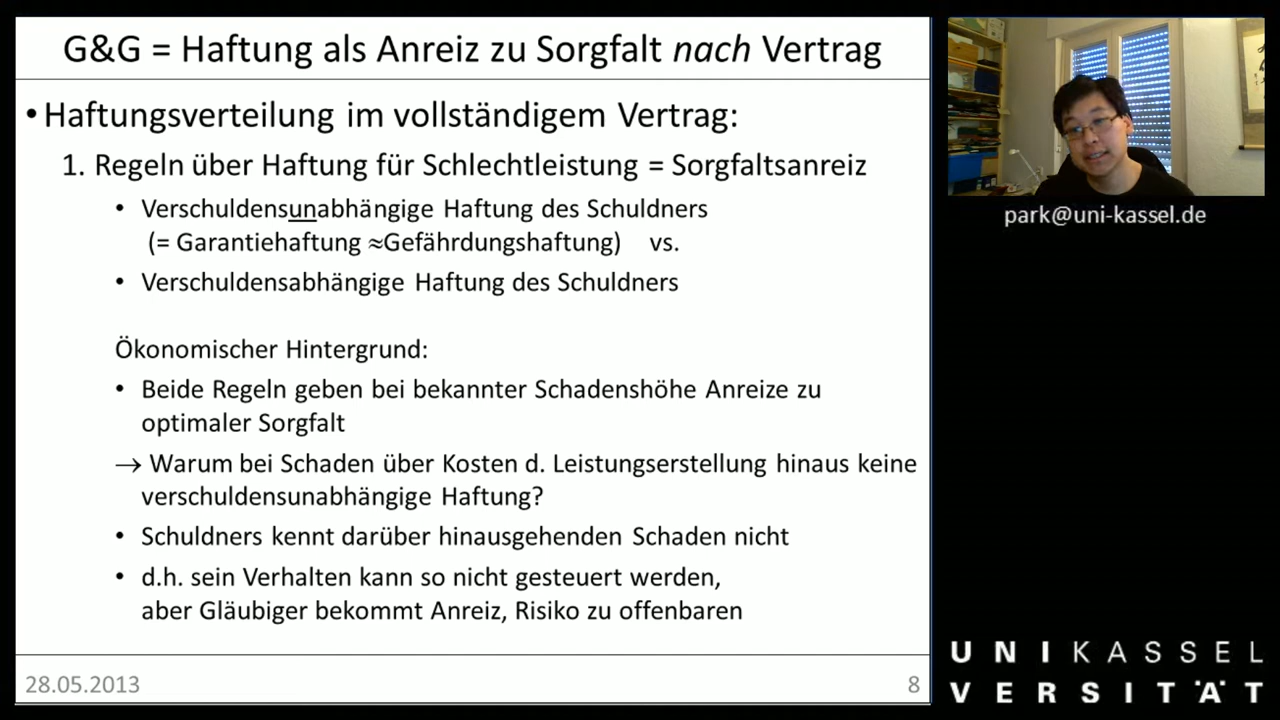 G&G = Haftung als Anreiz zu Sorgfalt nach Vertrag
• Haftungsverteilung im vollständigem Vertrag:
1. Regeln über Haftung für Schlechtleistung = Sorgfaltsanreiz
• Verschuldensunabhängige Haftung des Schuldners
(= Garantiehaftung ≈Gefährdungshaftung) vs.
• Verschuldensabhängige Haftung des Schuldners
Ökonomischer Hintergrund:
• Beide Regeln geben bei bekannter Schadenshöhe Anreize zu
optimaler Sorgfalt
→ Warum bei Schaden über Kosten d. Leistungserstellung hinaus keine
verschuldensunabhängige Haftung?
• Schuldners kennt darüber hinausgehenden Schaden nicht
• d.h. sein Verhalten kann so nicht gesteuert werden,
aber Gläubiger bekommt Anreiz, Risiko zu offenbaren
28.05.2013
8
park@uni-kassel.de
UNIKASSEL
VERSITÄT